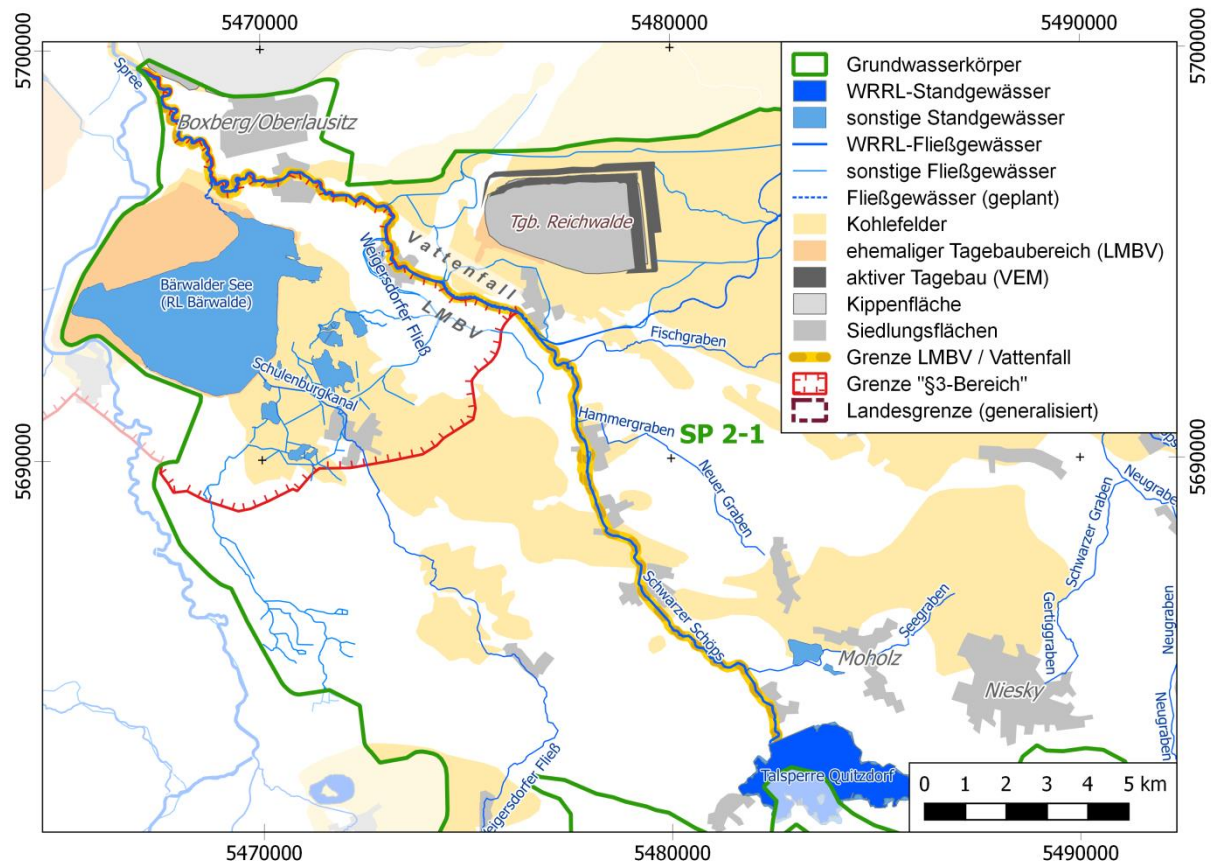 5470000
5480000
5490000
5700000
5700000
Spree
Boxberg/Oberlausitz
Tgb. Reichwalde
Vattenfall
LMBV
Weigersdorfer Fließ
Bärwalder See
(RL Bärwalde)
Schulenburgkanal
Fischgraben
Hammergraben
SP 2-1
Neuer Graben
5690000
5690000
Schwarzer Schöps
Seegraben
Moholz
Niesky
Schwarzer Graben
Gertiggraben
Neugraben
Neugraben
Neugraben
Weigersdorfer Fließ
Talsperre Quitzdorf
Grundwasserkörper
WRRL-Standgewässer
sonstige Standgewässer
WRRL-Fließgewässer
sonstige Fließgewässer
Fließgewässer (geplant)
Kohlefelder
ehemaliger Tagebaubereich (LMBV)
aktiver Tagebau (VEM)
Kippenfläche
Siedlungsflächen
Grenze LMBV / Vattenfall
Grenze "§3-Bereich"
Landesgrenze (generalisiert)
0 1 2 3 4 5 km
5470000
5480000
5490000